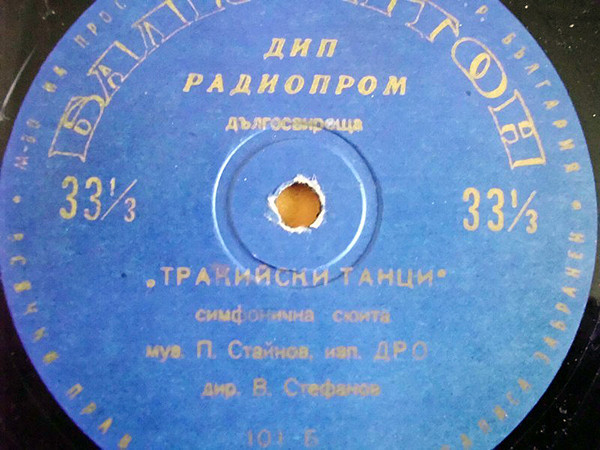 БАЛКАНТОН
ДИП
РАДИОПРОМ
дългосвиреща
33⅓ 33⅓
„ТРАКИЙСКИ ТАНЦИ"
симфонична сюита
муз. П. Стайнов, изп. ДРО
дир. В. Стефанов
101-Б
БЪЛГАРИЯ